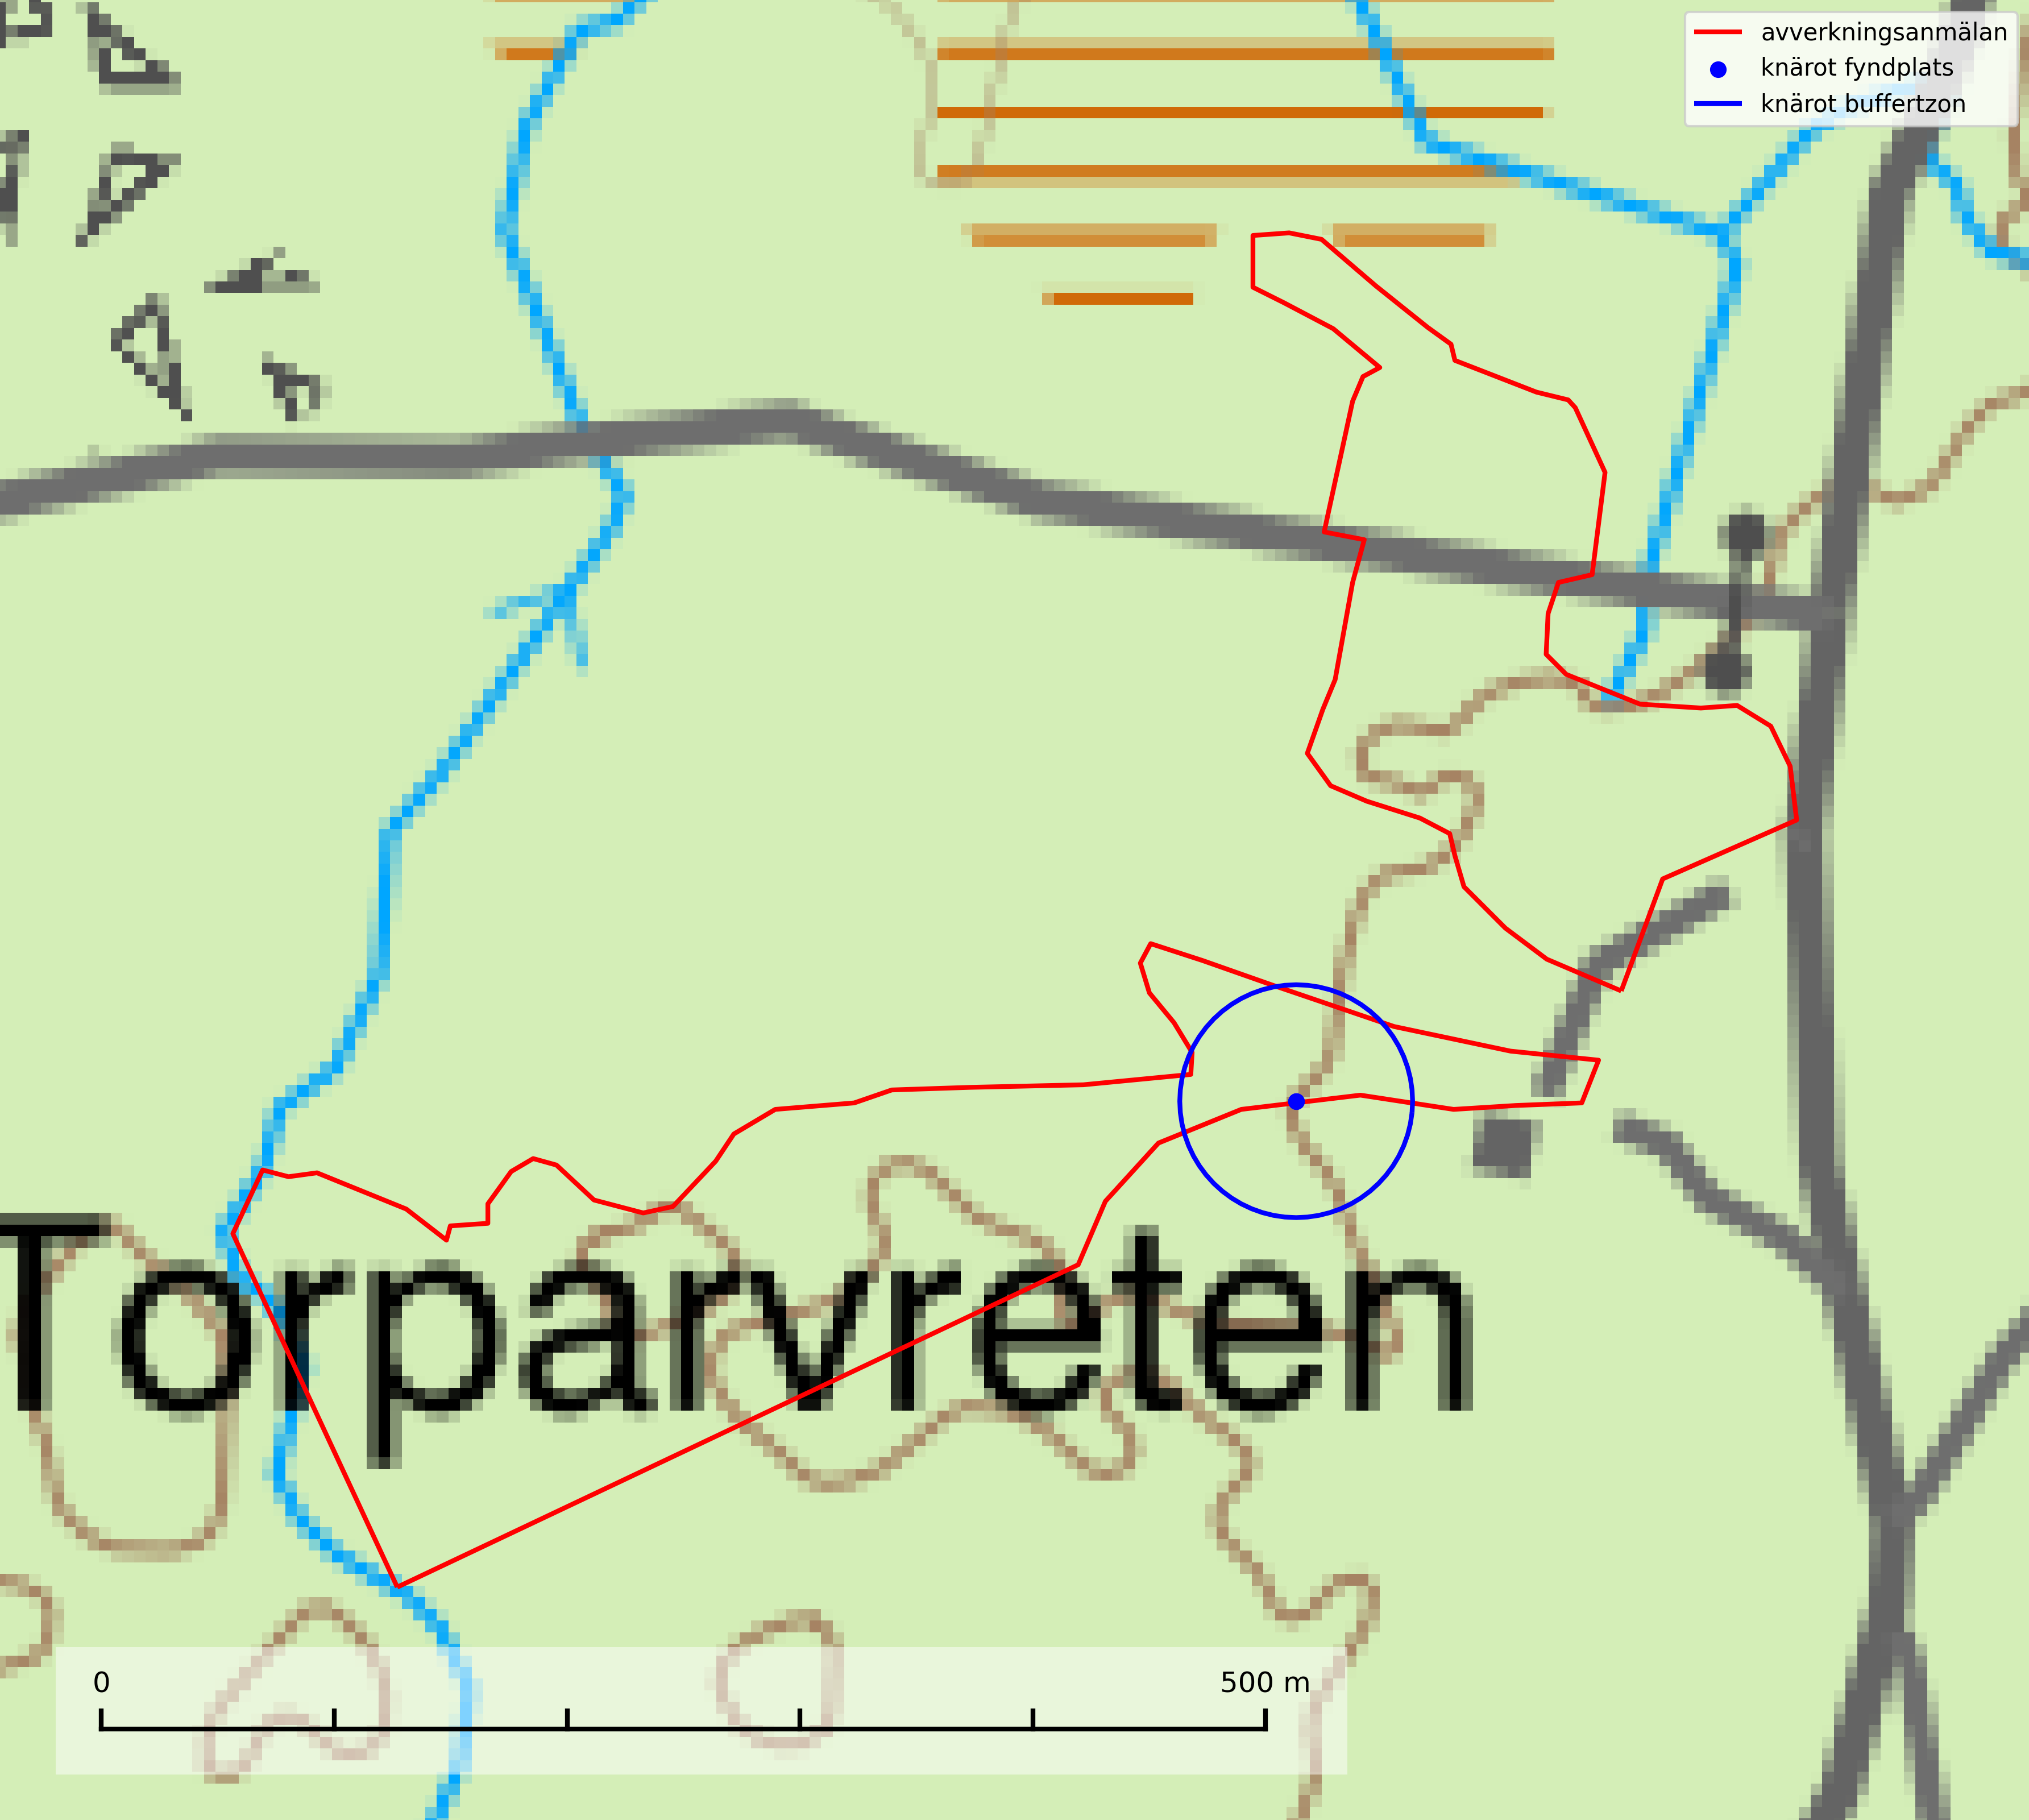 avverkningsanmälan
knärot fyndplats
knärot buffertzon
Torparvreten
0 500 m